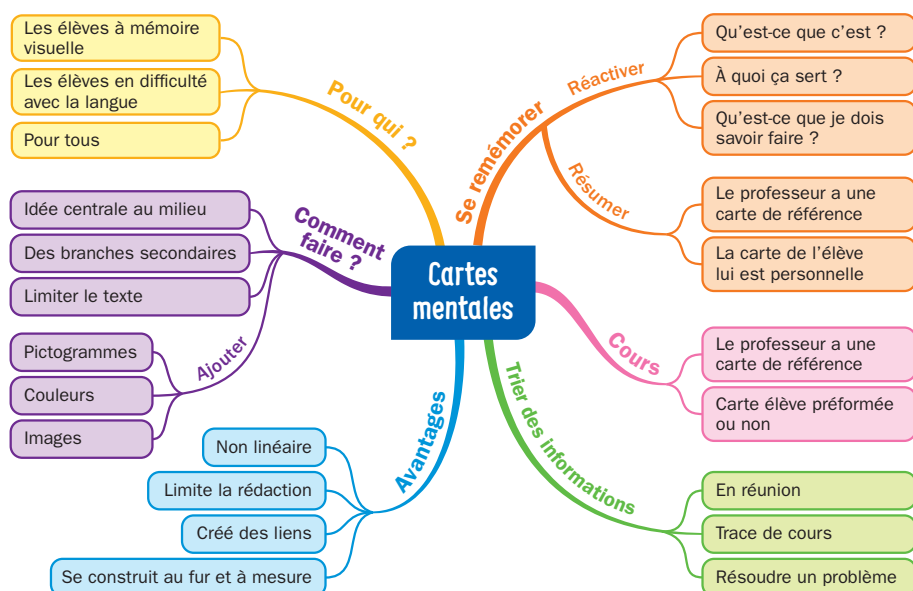 Cartes
mentales
Pour qui ?
Les élèves à mémoire
visuelle
Les élèves en difficulté
avec la langue
Pour tous
Comment
faire ?
Idée centrale au milieu
Des branches secondaires
Limiter le texte
Ajouter
Pictogrammes
Couleurs
Images
Avantages
Non linéaire
Limite la rédaction
Créé des liens
Se construit au fur et à mesure
Se remémorer
Réactiver
Qu’est-ce que c’est ?
À quoi ça sert ?
Qu’est-ce que je dois
savoir faire ?
Résumer
Le professeur a une
carte de référence
La carte de l’élève
lui est personnelle
Cours
Le professeur a une
carte de référence
Carte élève préformée
ou non
Trier des informations
En réunion
Trace de cours
Résoudre un problème